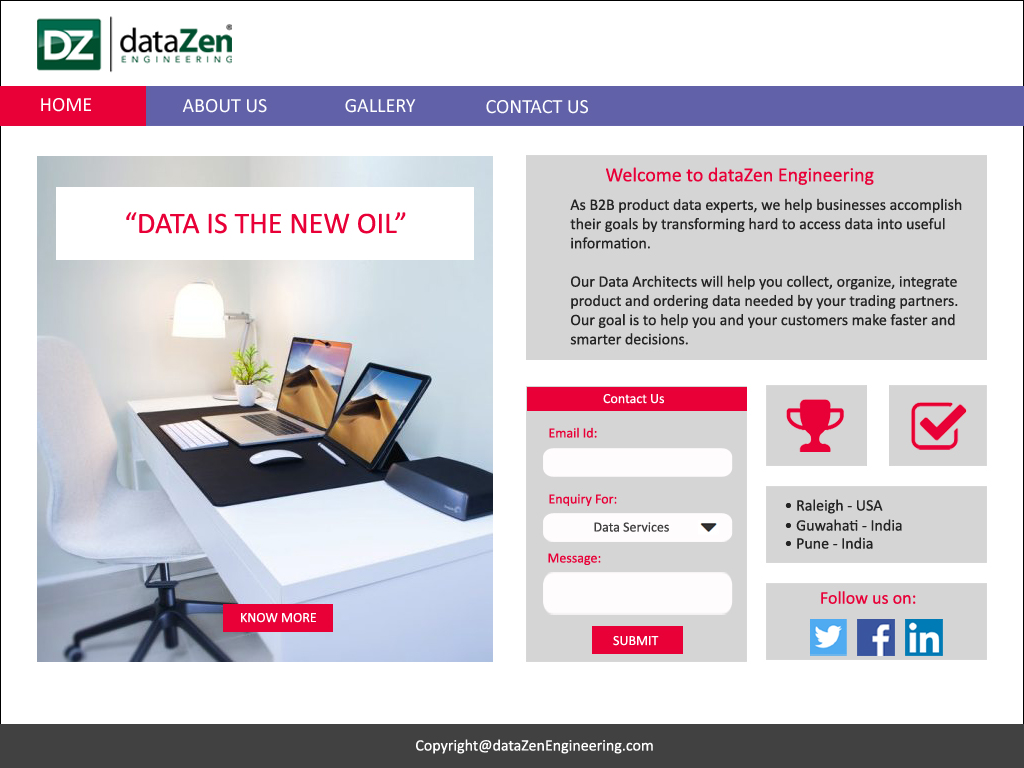 DZ
dataZen®
ENGINEERING
HOME
ABOUT US
GALLERY
CONTACT US
“DATA IS THE NEW OIL”
KNOW MORE
Welcome to dataZen Engineering
As B2B product data experts, we help businesses accomplish
their goals by transforming hard to access data into useful
information.
Our Data Architects will help you collect, organize, integrate
product and ordering data needed by your trading partners.
Our goal is to help you and your customers make faster and
smarter decisions.
Contact Us
Email Id:
Enquiry For:
Data Services
Message:
SUBMIT
• Raleigh - USA
• Guwahati - India
• Pune - India
Follow us on:
f
in
Copyright@dataZenEngineering.com